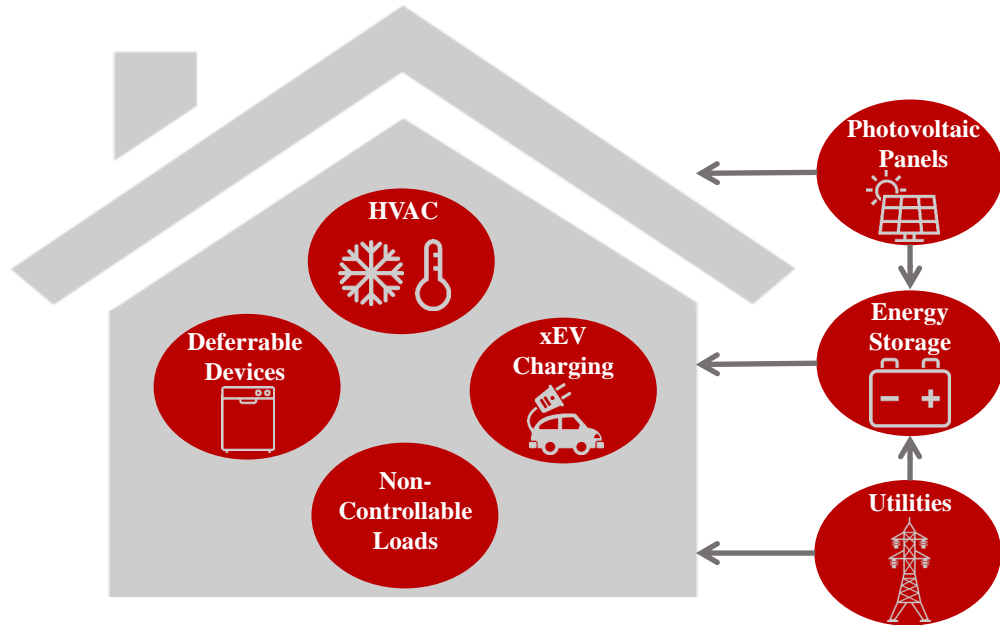 Photovoltaic
Panels
HVAC
Energy
Storage
xEV
Charging
Deferrable
Devices
Non-
Controllable
Loads
Utilities